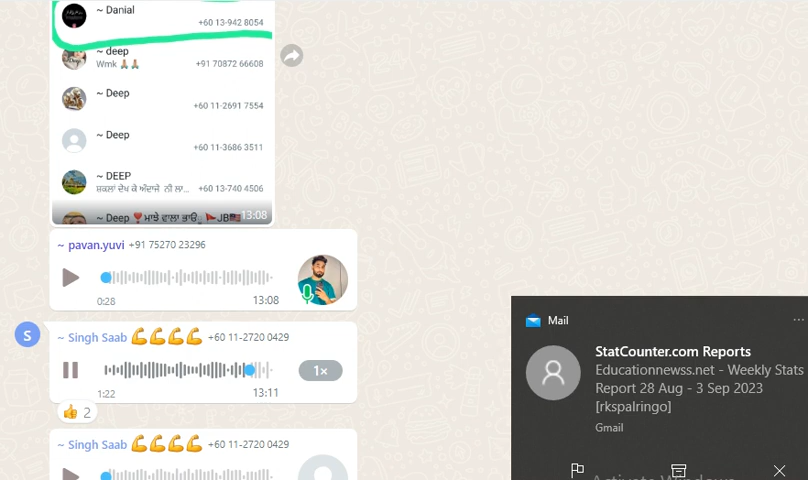 ~ Danial
+60 13-942 8054
~ deep
Wmk 🙏🏼🙏🏼 +91 70872 66608
~ Deep
+60 11-2691 7554
~ Deep
+60 11-3686 3511
~ DEEP
ਸ਼ਕਲਾਂ ਦੇਖ ਕੇ ਅੰਦਾਜੇ ਨੀ ਲਾ... +60 13-740 4506
~ Deep ❣️ਮਾਝੇ ਵਾਲਾ ਭਾਊ JB🇲🇾 13:08
~ pavan.yuvi +91 75270 23296
0:28 13:08
S
~ Singh Saab 💪💪💪💪 +60 11-2720 0429
1×
1:22 13:11
👍 2
~ Singh Saab 💪💪💪💪 +60 11-2720 0429
Mail ...
StatCounter.com Reports
Educationnewss.net - Weekly Stats
Report 28 Aug - 3 Sep 2023
[rkspalringo]
Gmail
Activate Windows